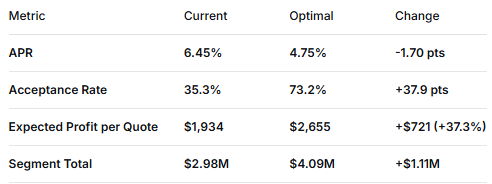 Metric Current Optimal Change
APR 6.45% 4.75% -1.70 pts
Acceptance Rate 35.3% 73.2% +37.9 pts
Expected Profit per Quote $1,934 $2,655 +$721 (+37.3%)
Segment Total $2.98M $4.09M +$1.11M